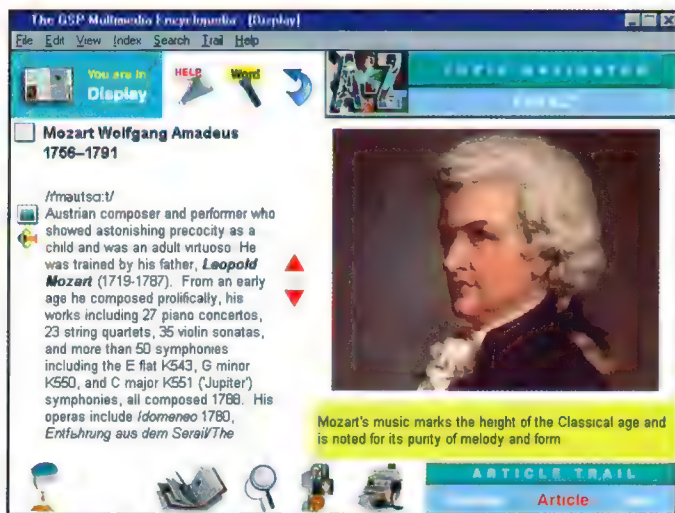 The GSP Multimedia Encyclopedia - [Display]
File Edit View Index Search Trail Help
You are in
Display
HELP
Word
A-Z
TOPIC NAVIGATOR
Mozart Wolfgang Amadeus
1756–1791
/'məutsɑːt/
Austrian composer and performer who
showed astonishing precocity as a
child and was an adult virtuoso He
was trained by his father, Leopold
Mozart (1719-1787). From an early
age he composed prolifically, his
works including 27 piano concertos,
23 string quartets, 35 violin sonatas,
and more than 50 symphonies
including the E flat K543, G minor
K550, and C major K551 ('Jupiter')
symphonies, all composed 1788. His
operas include Idomeneo 1780,
Entführung aus dem Serail/The
Mozart's music marks the height of the Classical age and
is noted for its purity of melody and form
ARTICLE TRAIL
Article